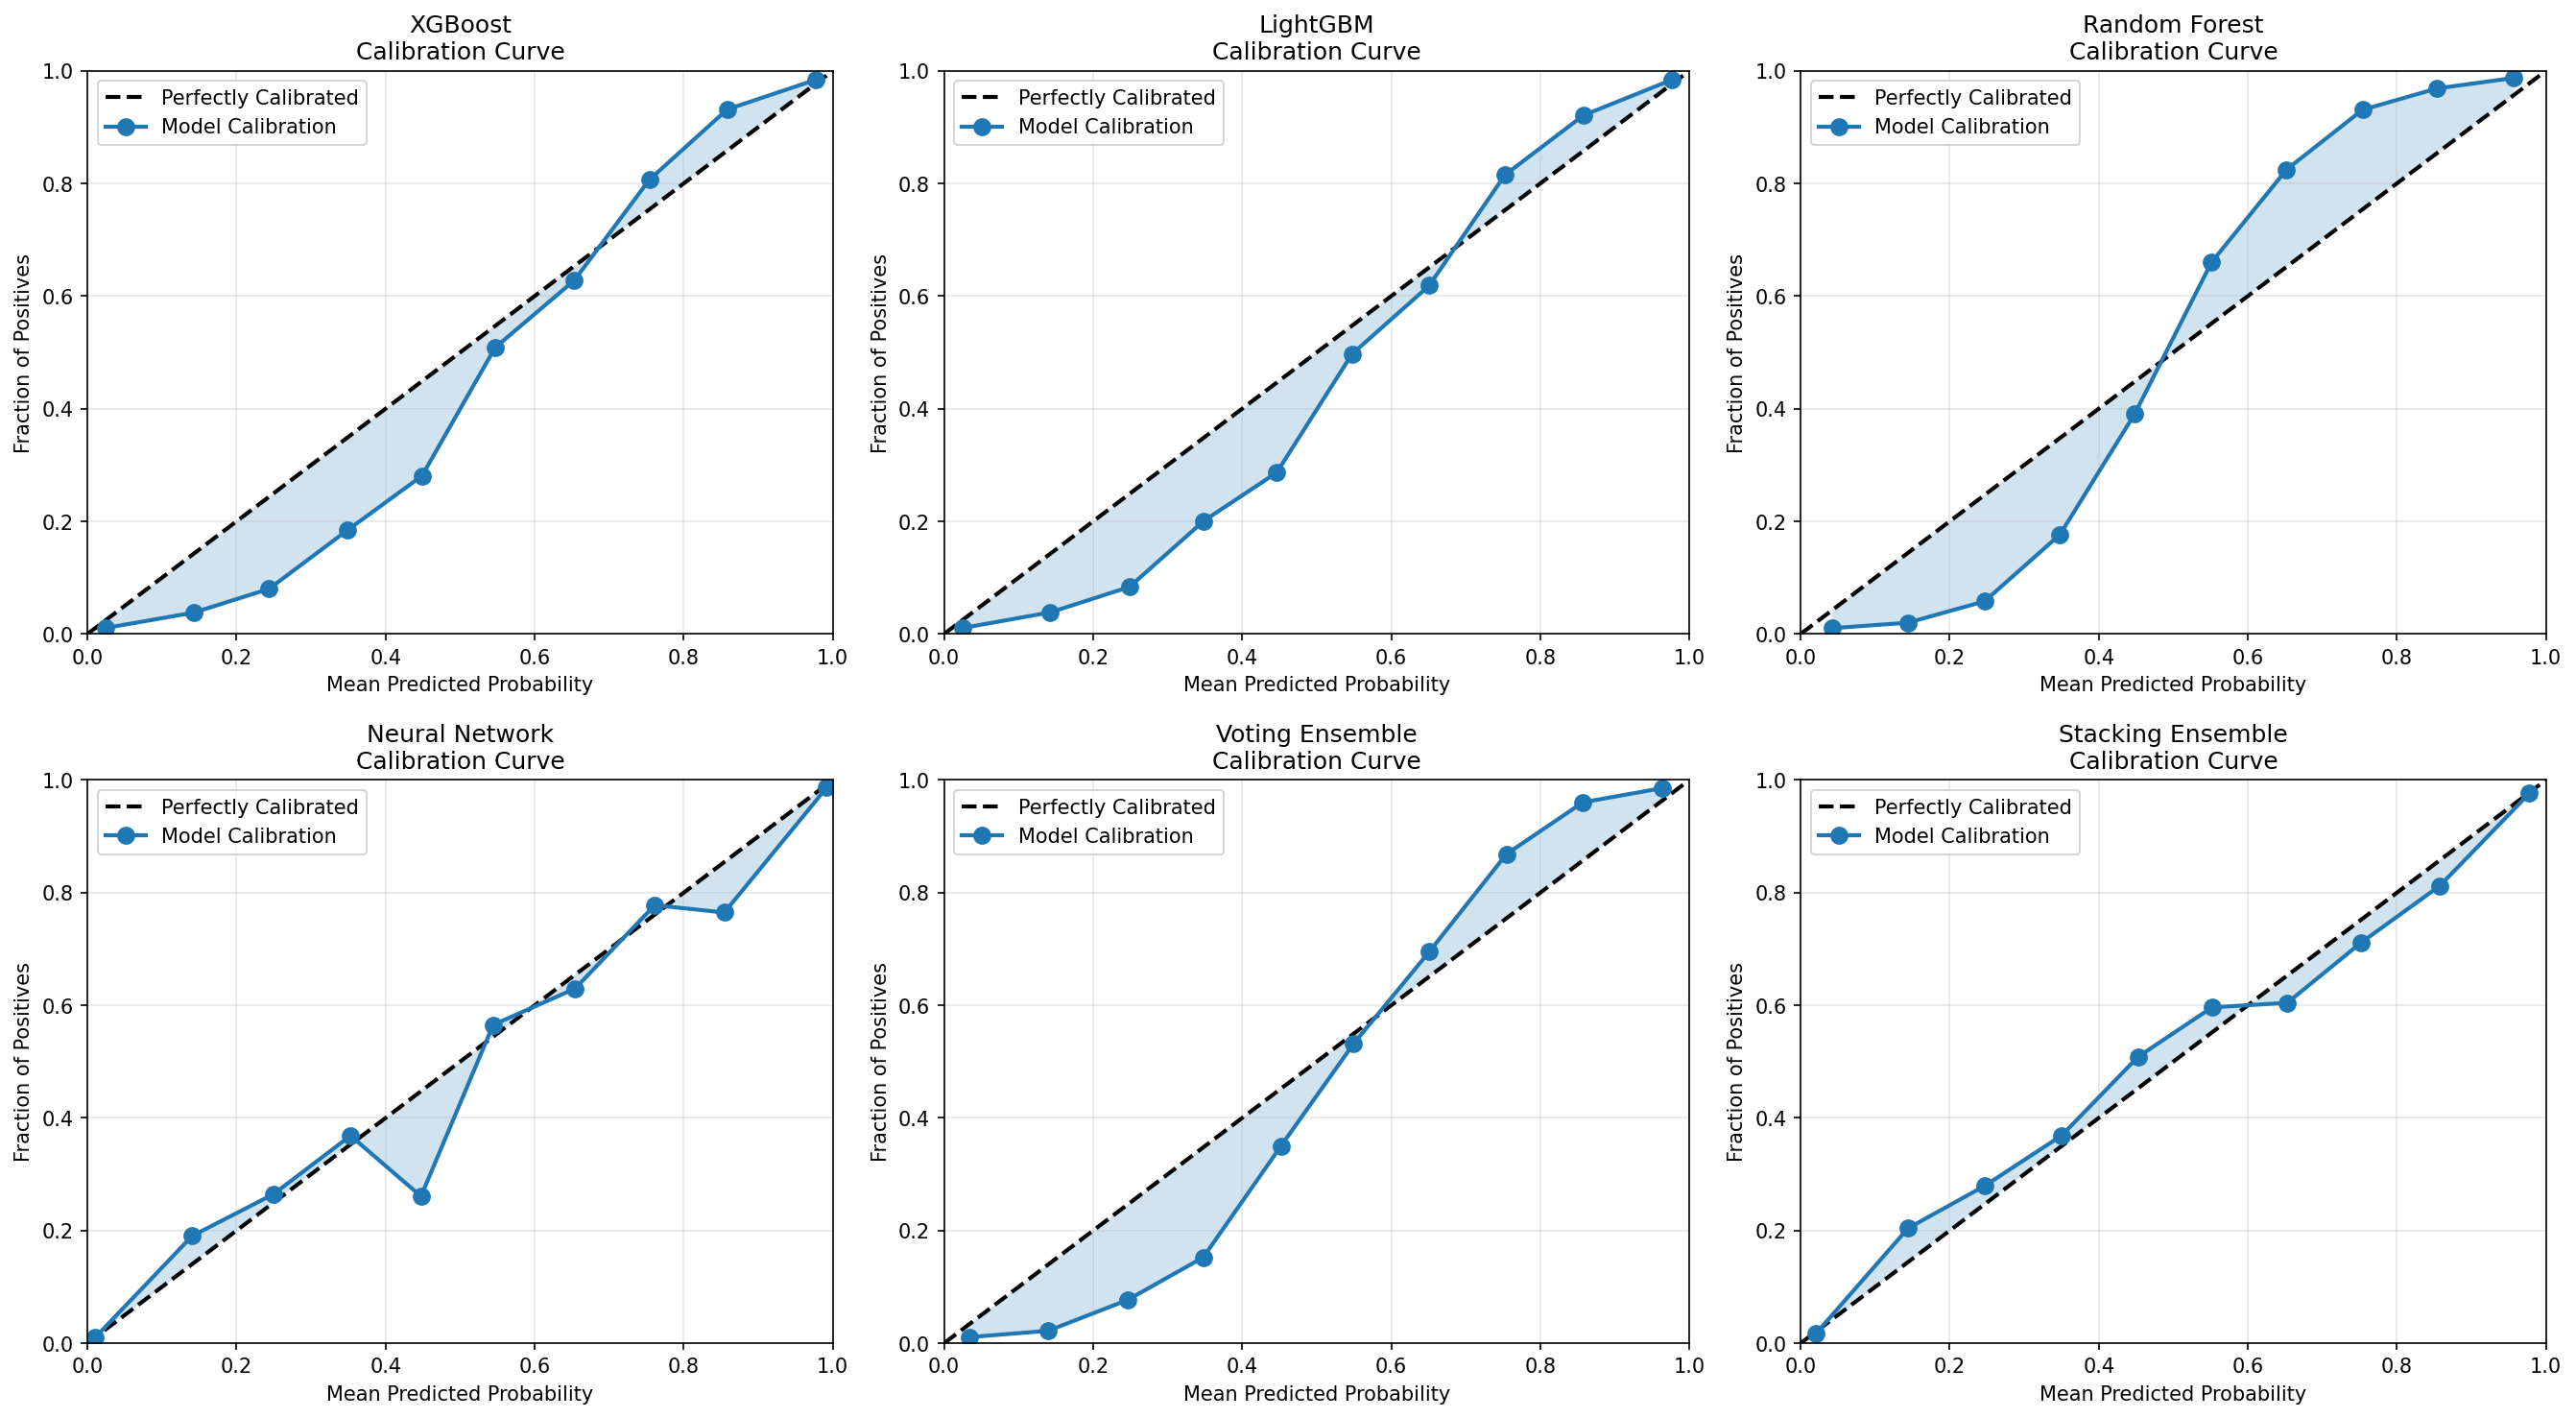 XGBoost
Calibration Curve
Perfectly Calibrated
Model Calibration
Fraction of Positives
1.0
0.8
0.6
0.4
0.2
0.0
0.0 0.2 0.4 0.6 0.8 1.0
Mean Predicted Probability
LightGBM
Calibration Curve
Perfectly Calibrated
Model Calibration
Fraction of Positives
1.0
0.8
0.6
0.4
0.2
0.0
0.0 0.2 0.4 0.6 0.8 1.0
Mean Predicted Probability
Random Forest
Calibration Curve
Perfectly Calibrated
Model Calibration
Fraction of Positives
1.0
0.8
0.6
0.4
0.2
0.0
0.0 0.2 0.4 0.6 0.8 1.0
Mean Predicted Probability
Neural Network
Calibration Curve
Perfectly Calibrated
Model Calibration
Fraction of Positives
1.0
0.8
0.6
0.4
0.2
0.0
0.0 0.2 0.4 0.6 0.8 1.0
Mean Predicted Probability
Voting Ensemble
Calibration Curve
Perfectly Calibrated
Model Calibration
Fraction of Positives
1.0
0.8
0.6
0.4
0.2
0.0
0.0 0.2 0.4 0.6 0.8 1.0
Mean Predicted Probability
Stacking Ensemble
Calibration Curve
Perfectly Calibrated
Model Calibration
Fraction of Positives
1.0
0.8
0.6
0.4
0.2
0.0
0.0 0.2 0.4 0.6 0.8 1.0
Mean Predicted Probability